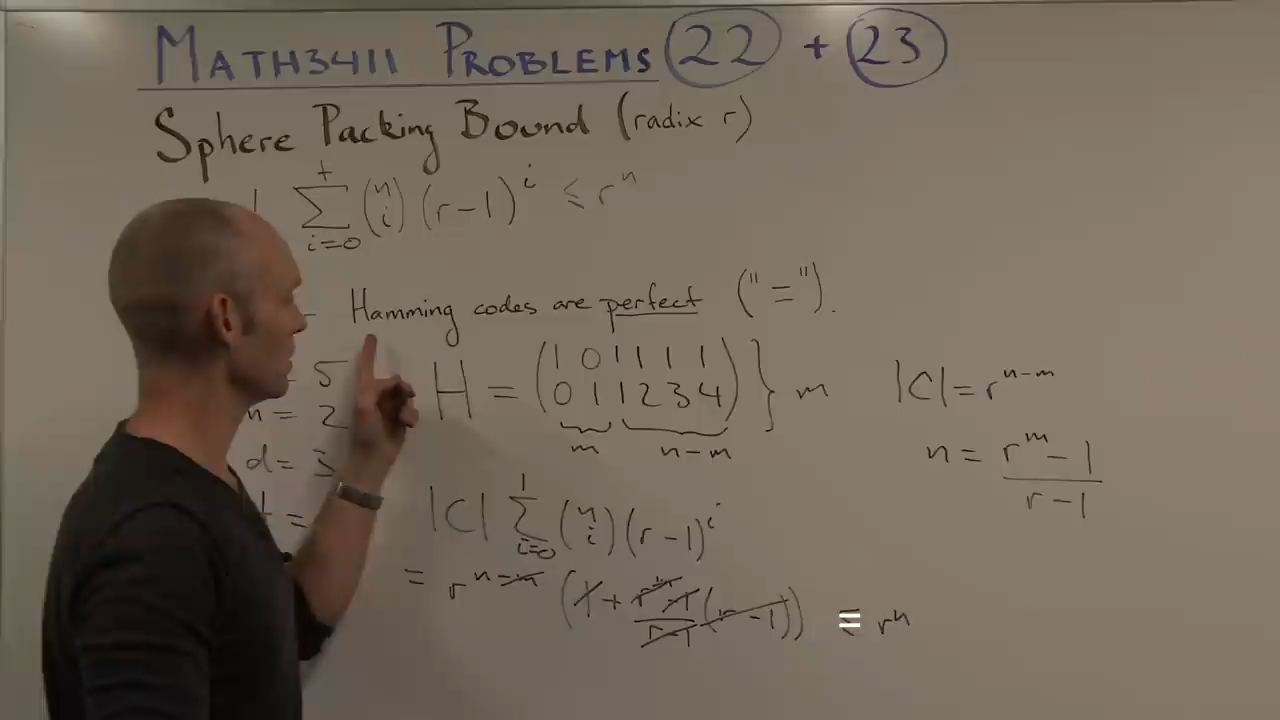 MATH3411 PROBLEMS 22 + 23
Sphere Packing Bound (radix r)
t
∑ (n i) (r-1)^i ≤ r^n
i=0
Hamming codes are perfect ("=").
= 5
= 2
d = 3
=
H = (1 0 1 1 1 1
0 1 1 2 3 4) } m
m n-m
|C| = r^{n-m}
n = (r^m - 1)/(r - 1)
|C| ∑_{i=0}^{1} (n i) (r-1)^i
= r^{n-m} (1 + (r^m - 1)/(r-1) (r-1)) = r^n